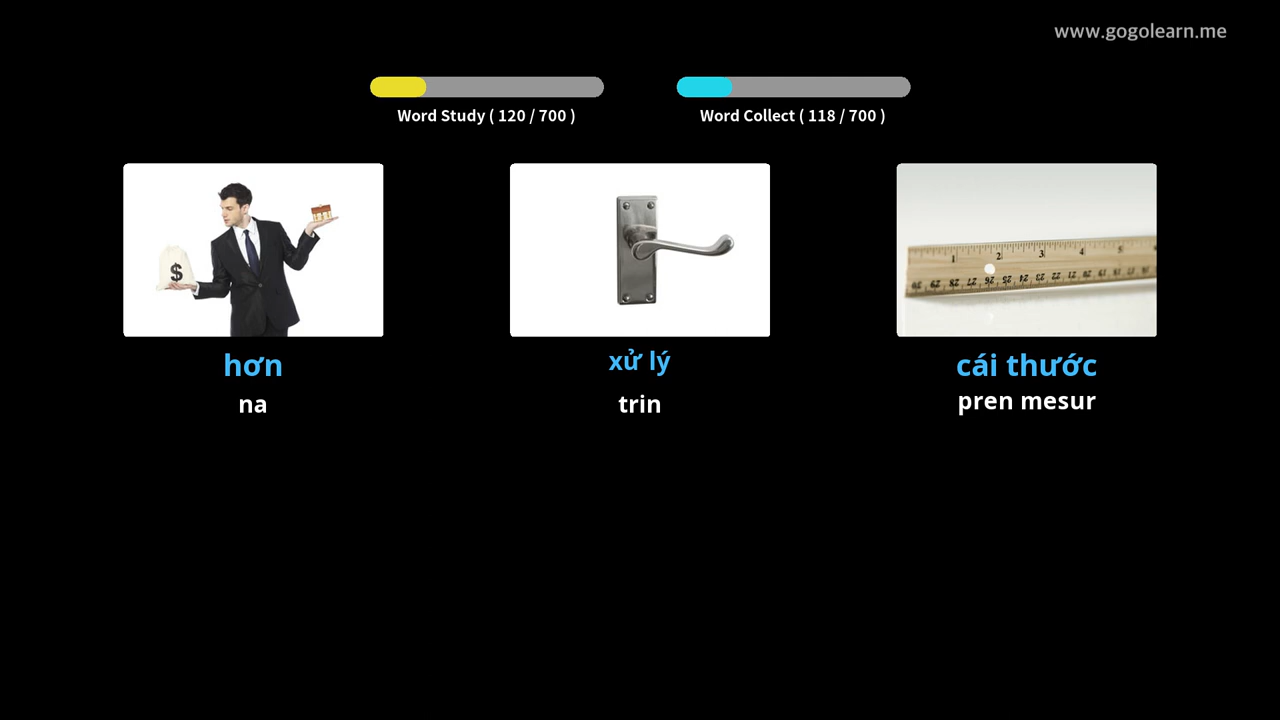 www.gogolearn.me
Word Study ( 120 / 700 )
Word Collect ( 118 / 700 )
$
hơn
xử lý
cái thước
na
trin
pren mesur